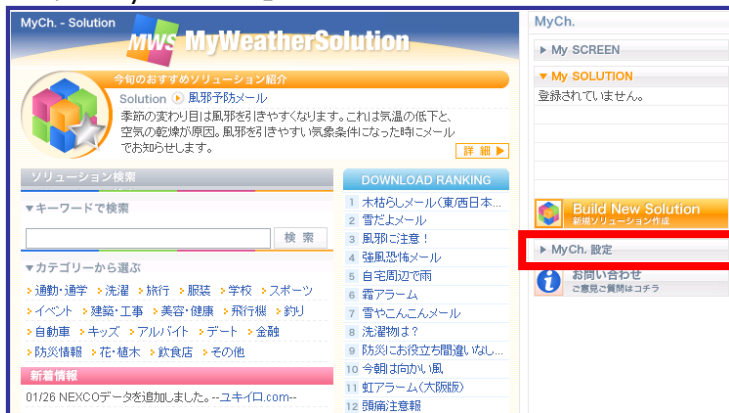 MyCh. - Solution
MWS MyWeatherSolution
今旬のおすすめソリューション紹介
Solution 風邪予防メール
季節の変わり目は風邪を引きやすくなります。これは気温の低下と、
空気の乾燥が原因。風邪を引きやすい気象条件になった時にメール
でお知らせします。
詳 細
ソリューション検索
▼キーワードで検索
検 索
▼カテゴリーから選ぶ
通勤・通学 洗濯 旅行 服装 学校 スポーツ
イベント 建築・工事 美容・健康 飛行機 釣り
自動車 キッズ アルバイト デート 金融
防災情報 花・植木 飲食店 その他
新着情報
01/26 NEXCOデータを追加しました。--ユキイロ.com--
DOWNLOAD RANKING
1 木枯らしメール(東/西日本...
2 雪だよメール
3 風邪に注意！
4 強風恐怖メール
5 自宅周辺で雨
6 霜アラーム
7 雪やこんこんメール
8 洗濯物は？
9 防災にお役立ち間違いなし...
10 今朝は向かい風
11 虹アラーム(大阪版)
12 頭痛注意報
MyCh.
My SCREEN
My SOLUTION
登録されていません。
Build New Solution
新規ソリューション作成
MyCh. 設定
お問い合わせ
ご意見ご質問はコチラ